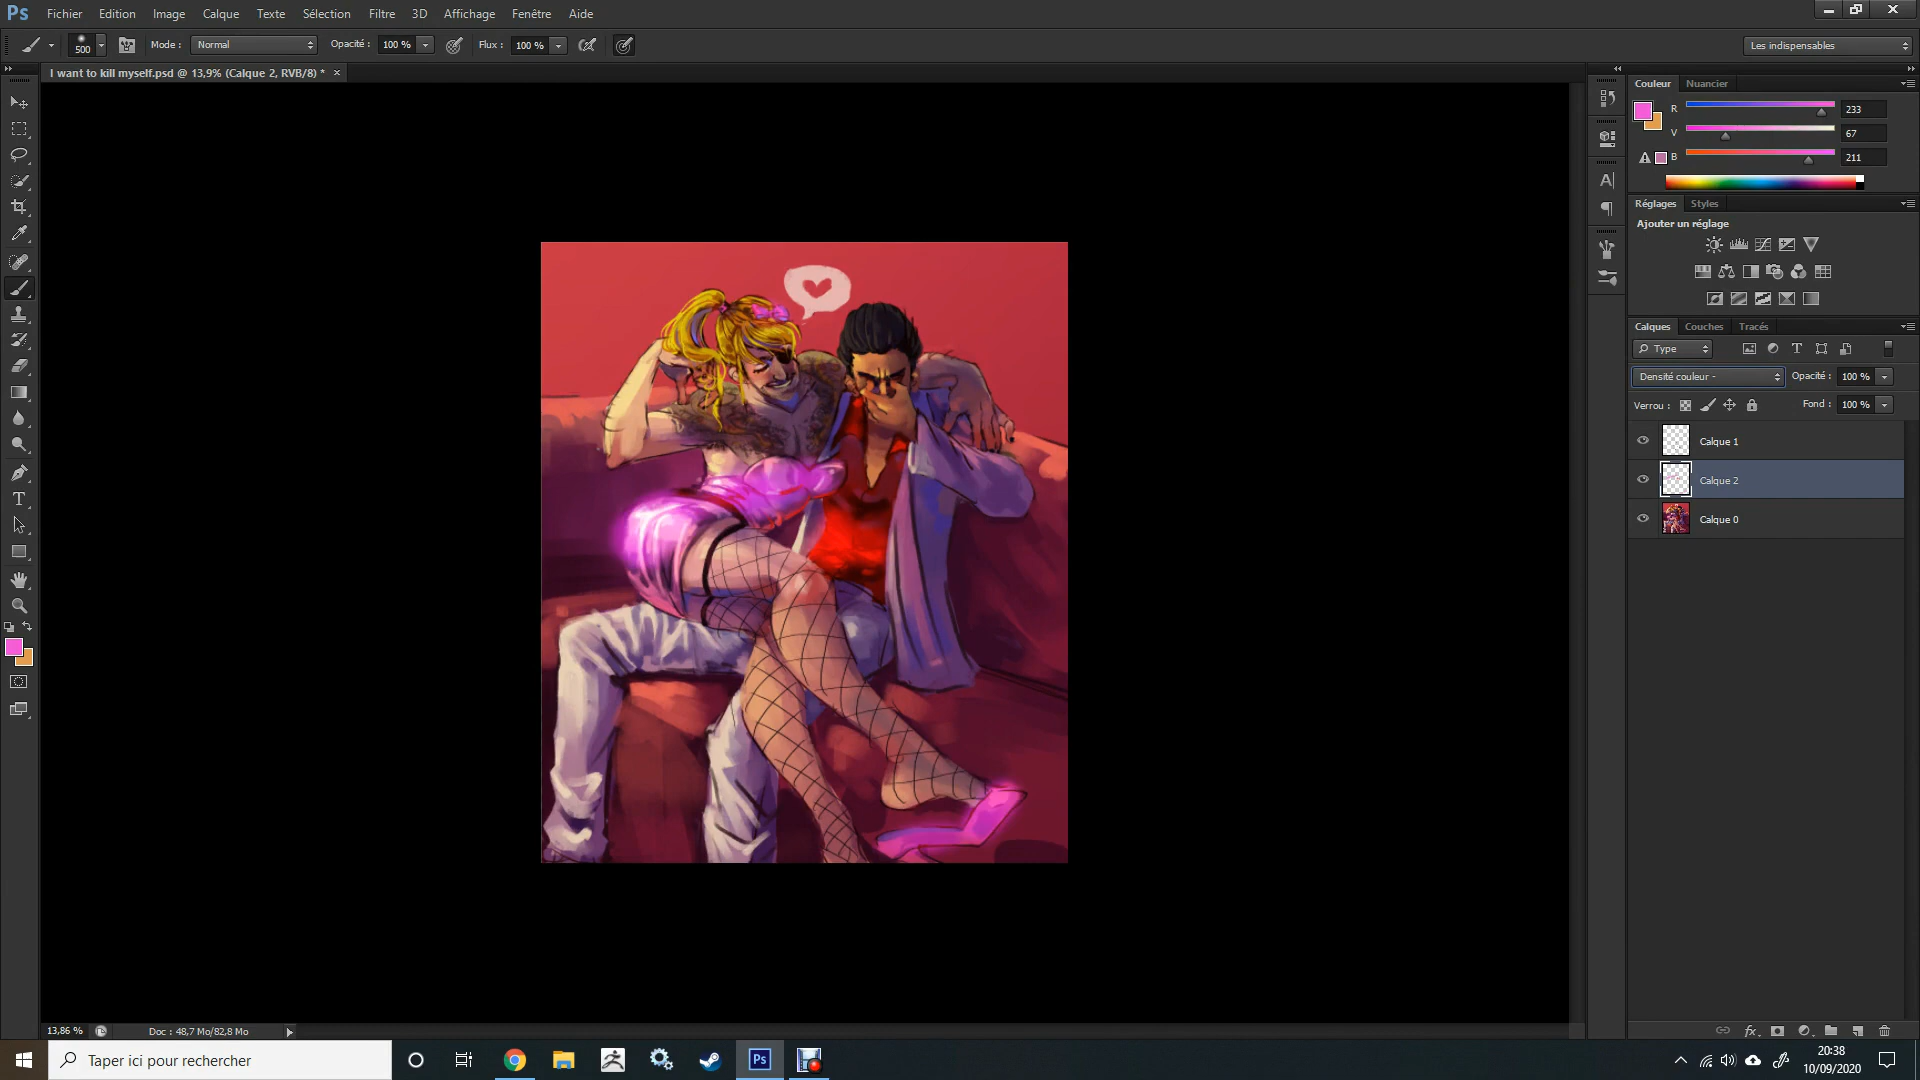 Ps Fichier Edition Image Calque Texte Sélection Filtre 3D Affichage Fenêtre Aide
500 Mode : Normal Opacité : 100 % Flux : 100 % Les indispensables
I want to kill myself.psd @ 13,9% (Calque 2, RVB/8) * ×
Couleur Nuancier
R 233
V 67
B 211
Réglages Styles
Ajouter un réglage
Calques Couches Tracés
Type
Densité couleur - Opacité : 100 %
Verrou : Fond : 100 %
Calque 1
Calque 2
Calque 0
13,86 % Doc : 48,7 Mo/82,8 Mo
Taper ici pour rechercher
Ps
20:38
10/09/2020